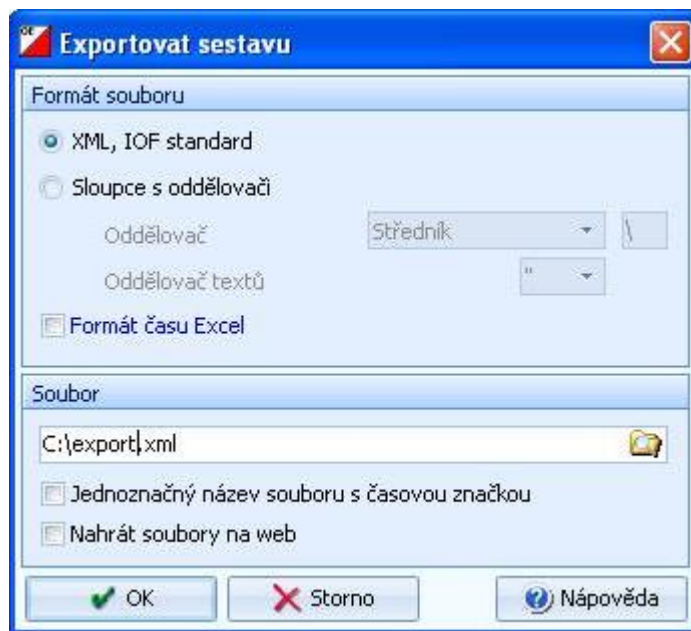 OE
Exportovat sestavu
Formát souboru
XML, IOF standard
Sloupce s oddělovači
Oddělovač Středník \
Oddělovač textů "
Formát času Excel
Soubor
C:\export.xml
Jednoznačný název souboru s časovou značkou
Nahrát soubory na web
OK Storno Nápověda